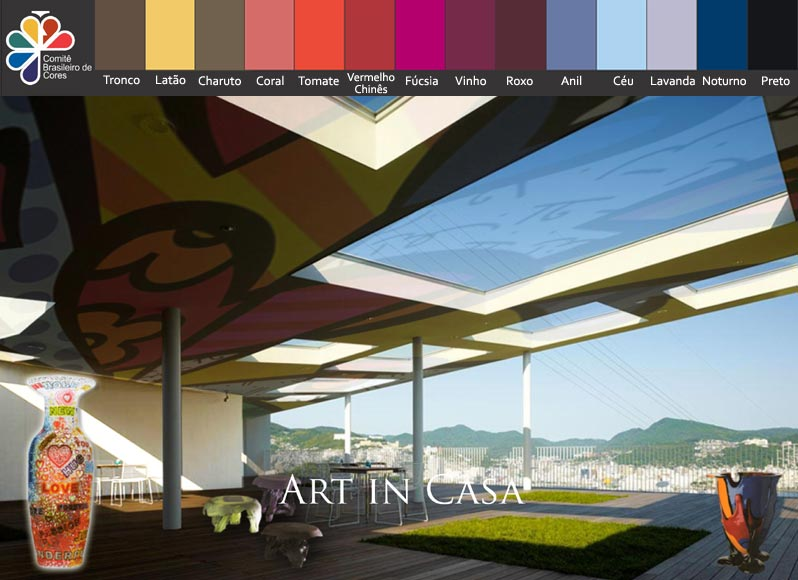 Comitê
Brasileiro de
Cores
Tronco Latão Charuto Coral Tomate Vermelho Chinês Fúcsia Vinho Roxo Anil Céu Lavanda Noturno Preto
ART IN CASA
LOVE